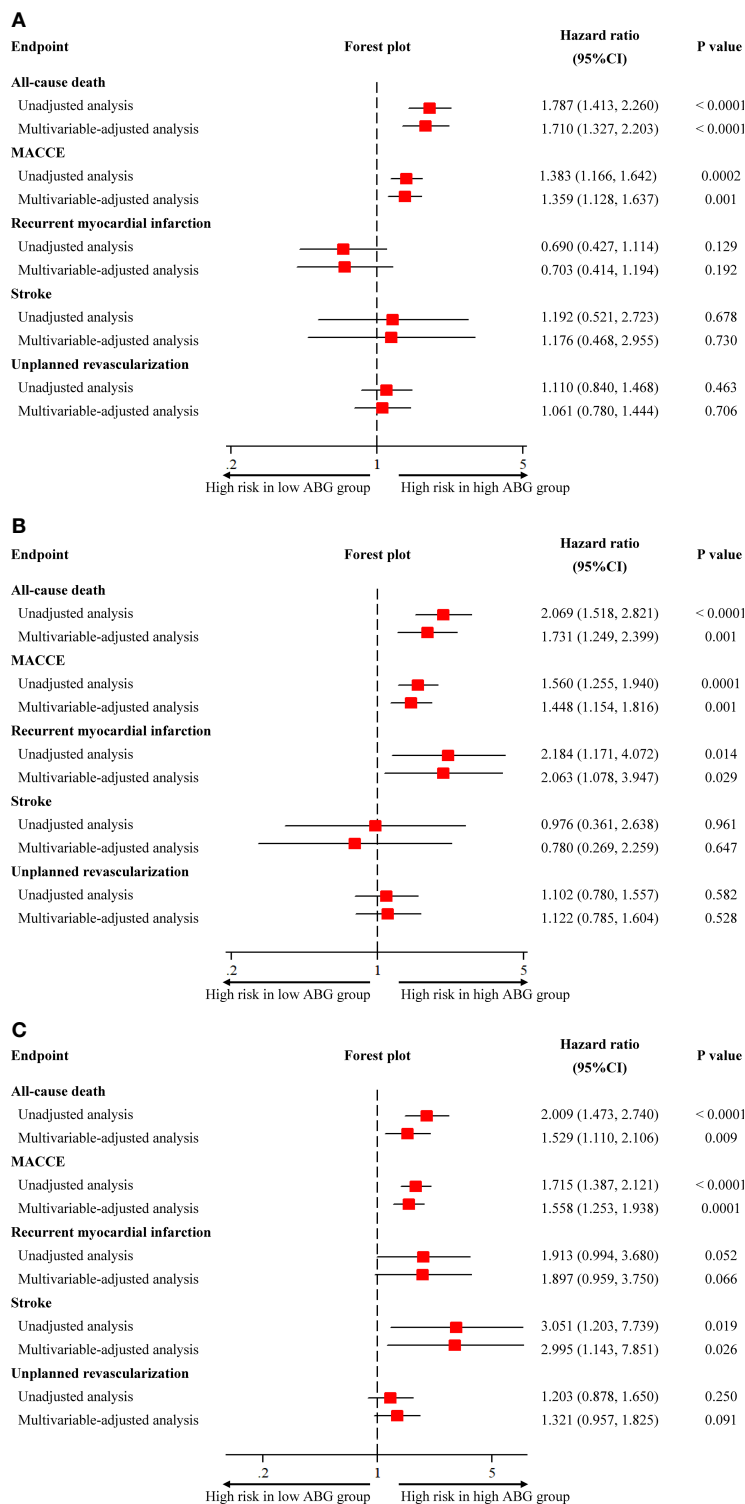 A
Endpoint Forest plot Hazard ratio (95%CI) P value
All-cause death
Unadjusted analysis 1.787 (1.413, 2.260) < 0.0001
Multivariable-adjusted analysis 1.710 (1.327, 2.203) < 0.0001
MACCE
Unadjusted analysis 1.383 (1.166, 1.642) 0.0002
Multivariable-adjusted analysis 1.359 (1.128, 1.637) 0.001
Recurrent myocardial infarction
Unadjusted analysis 0.690 (0.427, 1.114) 0.129
Multivariable-adjusted analysis 0.703 (0.414, 1.194) 0.192
Stroke
Unadjusted analysis 1.192 (0.521, 2.723) 0.678
Multivariable-adjusted analysis 1.176 (0.468, 2.955) 0.730
Unplanned revascularization
Unadjusted analysis 1.110 (0.840, 1.468) 0.463
Multivariable-adjusted analysis 1.061 (0.780, 1.444) 0.706
.2 1 5
High risk in low ABG group High risk in high ABG group
B
Endpoint Forest plot Hazard ratio (95%CI) P value
All-cause death
Unadjusted analysis 2.069 (1.518, 2.821) < 0.0001
Multivariable-adjusted analysis 1.731 (1.249, 2.399) 0.001
MACCE
Unadjusted analysis 1.560 (1.255, 1.940) 0.0001
Multivariable-adjusted analysis 1.448 (1.154, 1.816) 0.001
Recurrent myocardial infarction
Unadjusted analysis 2.184 (1.171, 4.072) 0.014
Multivariable-adjusted analysis 2.063 (1.078, 3.947) 0.029
Stroke
Unadjusted analysis 0.976 (0.361, 2.638) 0.961
Multivariable-adjusted analysis 0.780 (0.269, 2.259) 0.647
Unplanned revascularization
Unadjusted analysis 1.102 (0.780, 1.557) 0.582
Multivariable-adjusted analysis 1.122 (0.785, 1.604) 0.528
.2 1 5
High risk in low ABG group High risk in high ABG group
C
Endpoint Forest plot Hazard ratio (95%CI) P value
All-cause death
Unadjusted analysis 2.009 (1.473, 2.740) < 0.0001
Multivariable-adjusted analysis 1.529 (1.110, 2.106) 0.009
MACCE
Unadjusted analysis 1.715 (1.387, 2.121) < 0.0001
Multivariable-adjusted analysis 1.558 (1.253, 1.938) 0.0001
Recurrent myocardial infarction
Unadjusted analysis 1.913 (0.994, 3.680) 0.052
Multivariable-adjusted analysis 1.897 (0.959, 3.750) 0.066
Stroke
Unadjusted analysis 3.051 (1.203, 7.739) 0.019
Multivariable-adjusted analysis 2.995 (1.143, 7.851) 0.026
Unplanned revascularization
Unadjusted analysis 1.203 (0.878, 1.650) 0.250
Multivariable-adjusted analysis 1.321 (0.957, 1.825) 0.091
.2 1 5
High risk in low ABG group High risk in high ABG group